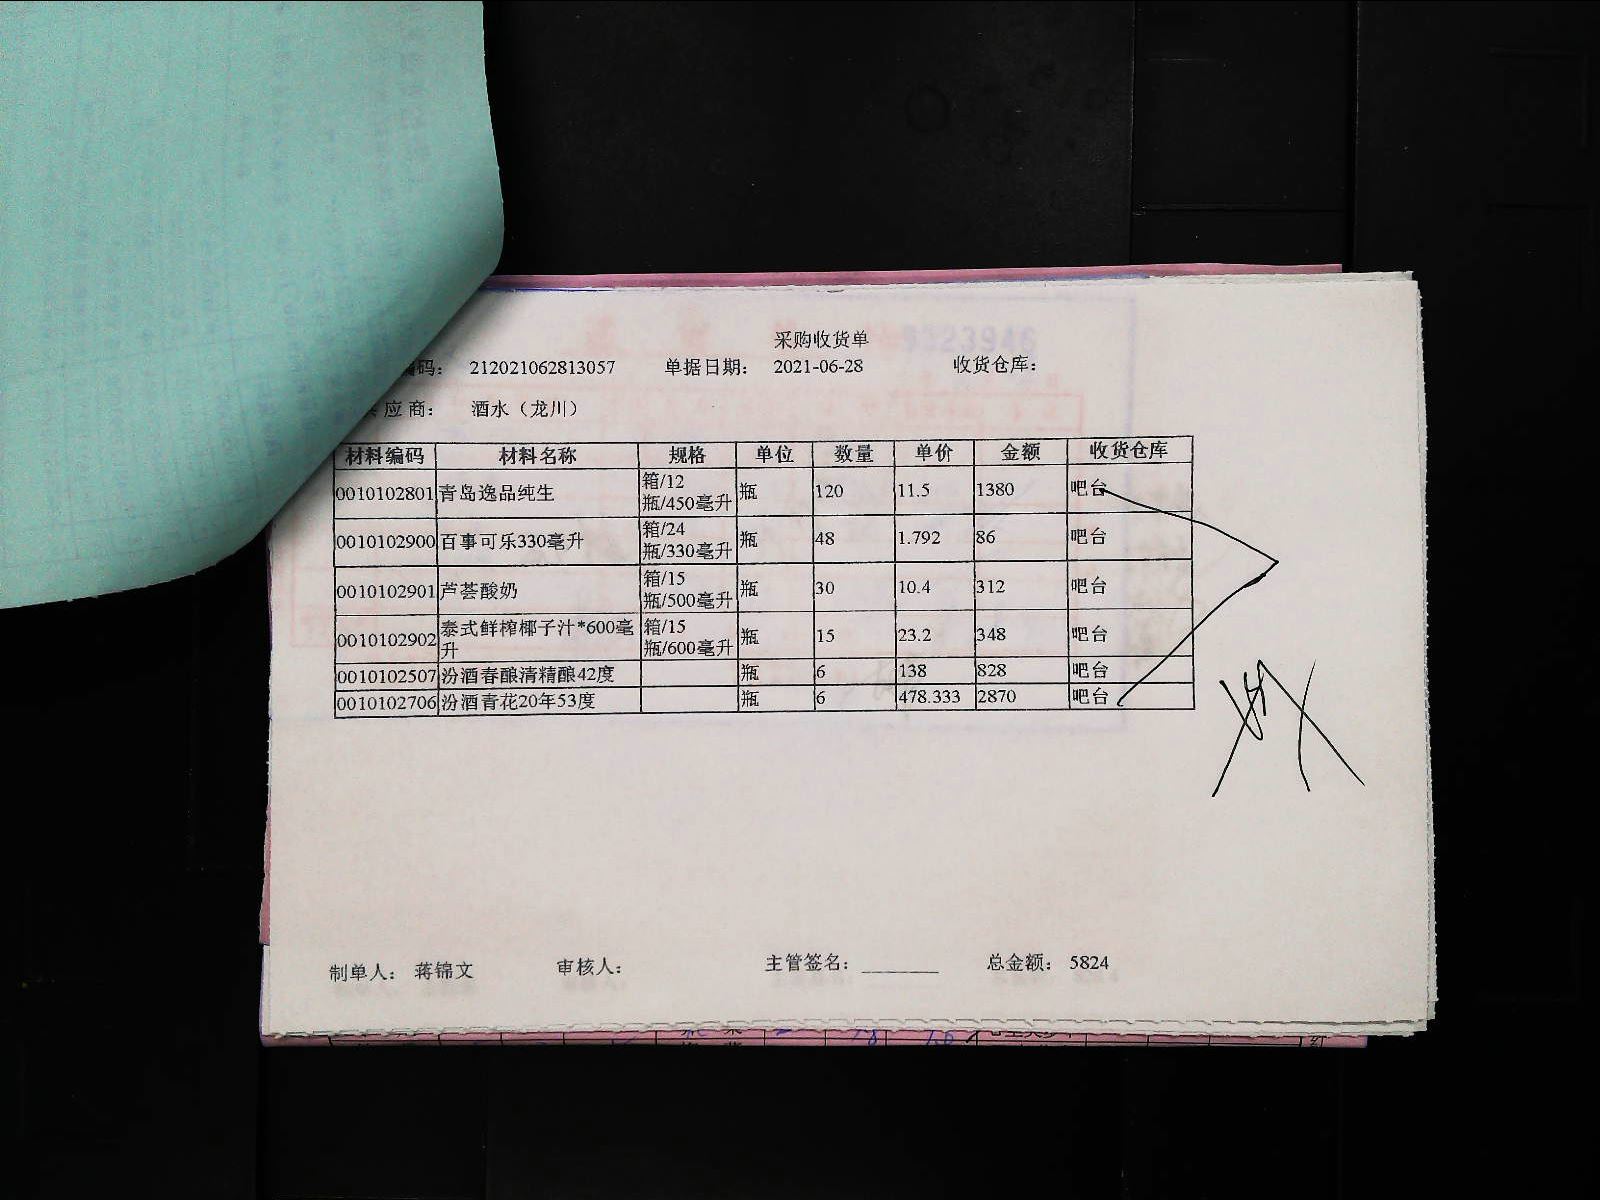 采购收货单
编码： 212021062813057 单据日期： 2021-06-28 收货仓库：
应商： 酒水（龙川）
材料编码 材料名称 规格 单位 数量 单价 金额 收货仓库
0010102801 青岛逸品纯生 箱/12瓶/450毫升 瓶 120 11.5 1380 吧台
0010102900 百事可乐330毫升 箱/24瓶/330毫升 瓶 48 1.792 86 吧台
0010102901 芦荟酸奶 箱/15瓶/500毫升 瓶 30 10.4 312 吧台
0010102902 泰式鲜榨椰子汁*600毫升 箱/15瓶/600毫升 瓶 15 23.2 348 吧台
0010102507 汾酒春酿清精酿42度 瓶 6 138 828 吧台
0010102706 汾酒青花20年53度 瓶 6 478.333 2870 吧台
制单人： 蒋锦文 审核人： 主管签名： 总金额： 5824